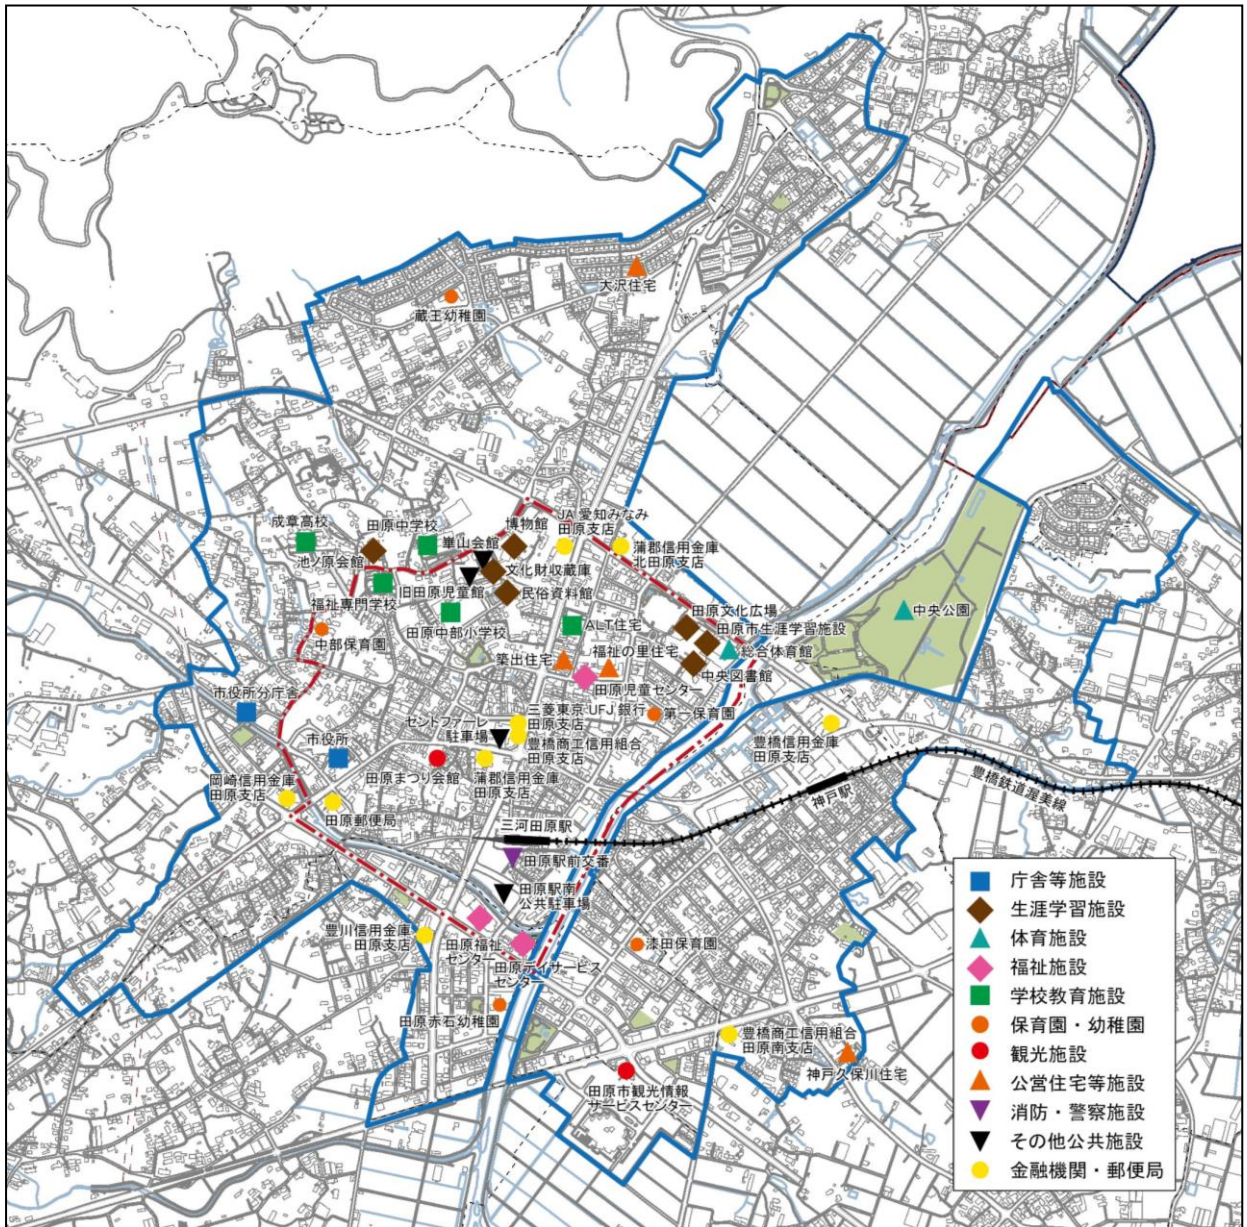 大沢住宅
蔵王幼稚園
成章高校
田原中学校
博物館
JA 愛知みなみ
田原支店
崋山会館
池ノ原会館
文化財収蔵庫
蒲郡信用金庫
北田原支店
旧田原児童館
民俗資料館
福祉専門学校
田原文化広場
中央公園
田原中部小学校
ALT住宅
田原市生涯学習施設
中部保育園
築出住宅
福祉の里住宅
総合体育館
中央図書館
田原児童センター
市役所分庁舎
三菱東京 UFJ 銀行
田原支店
第一保育園
セントファーレ
駐車場
豊橋商工信用組合
田原支店
豊橋信用金庫
田原支店
市役所
岡崎信用金庫
田原支店
田原まつり会館
蒲郡信用金庫
田原支店
神戸駅
豊橋鉄道渥美線
田原郵便局
三河田原駅
田原駅前交番
田原駅南
公共駐車場
豊川信用金庫
田原支店
田原福祉
センター
田原デイサービス
センター
漆田保育園
田原赤石幼稚園
豊橋商工信用組合
田原南支店
神戸久保川住宅
田原市観光情報
サービスセンター
庁舎等施設
生涯学習施設
体育施設
福祉施設
学校教育施設
保育園・幼稚園
観光施設
公営住宅等施設
消防・警察施設
その他公共施設
金融機関・郵便局